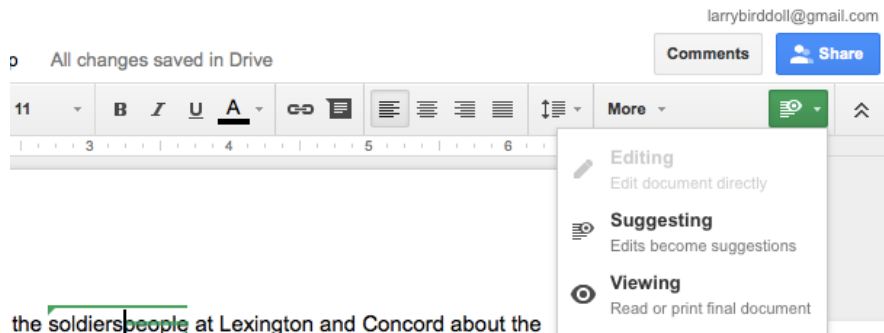 larrybirddoll@gmail.com
All changes saved in Drive
Comments
Share
11 B I U A More
3 4 5 6
Editing
Edit document directly
Suggesting
Edits become suggestions
Viewing
Read or print final document
the soldierspeople at Lexington and Concord about the